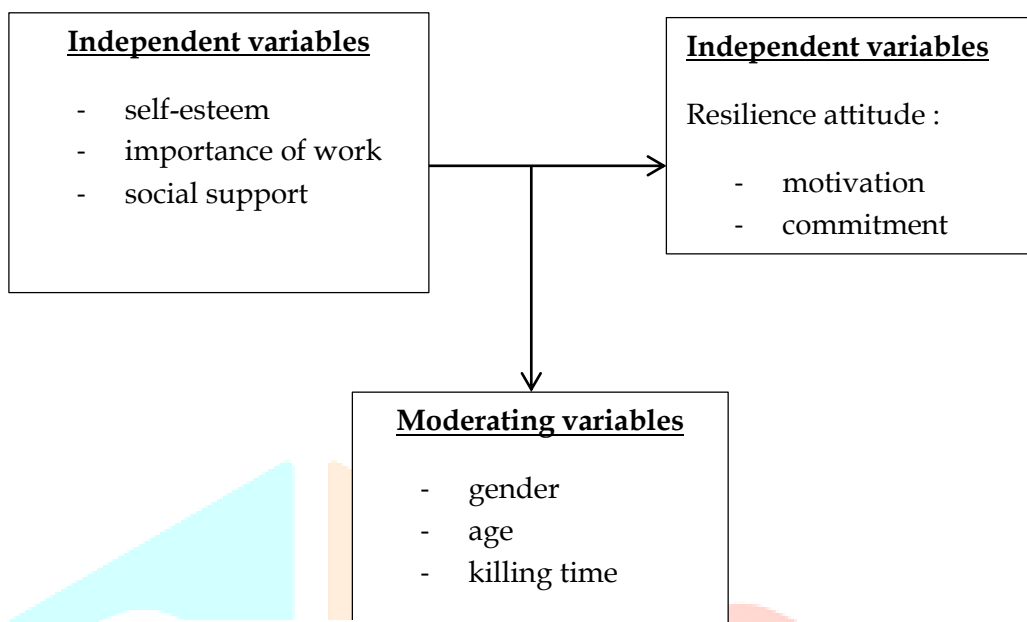 Independent variables
- self-esteem
- importance of work
- social support
Independent variables
Resilience attitude :
- motivation
- commitment
Moderating variables
- gender
- age
- killing time